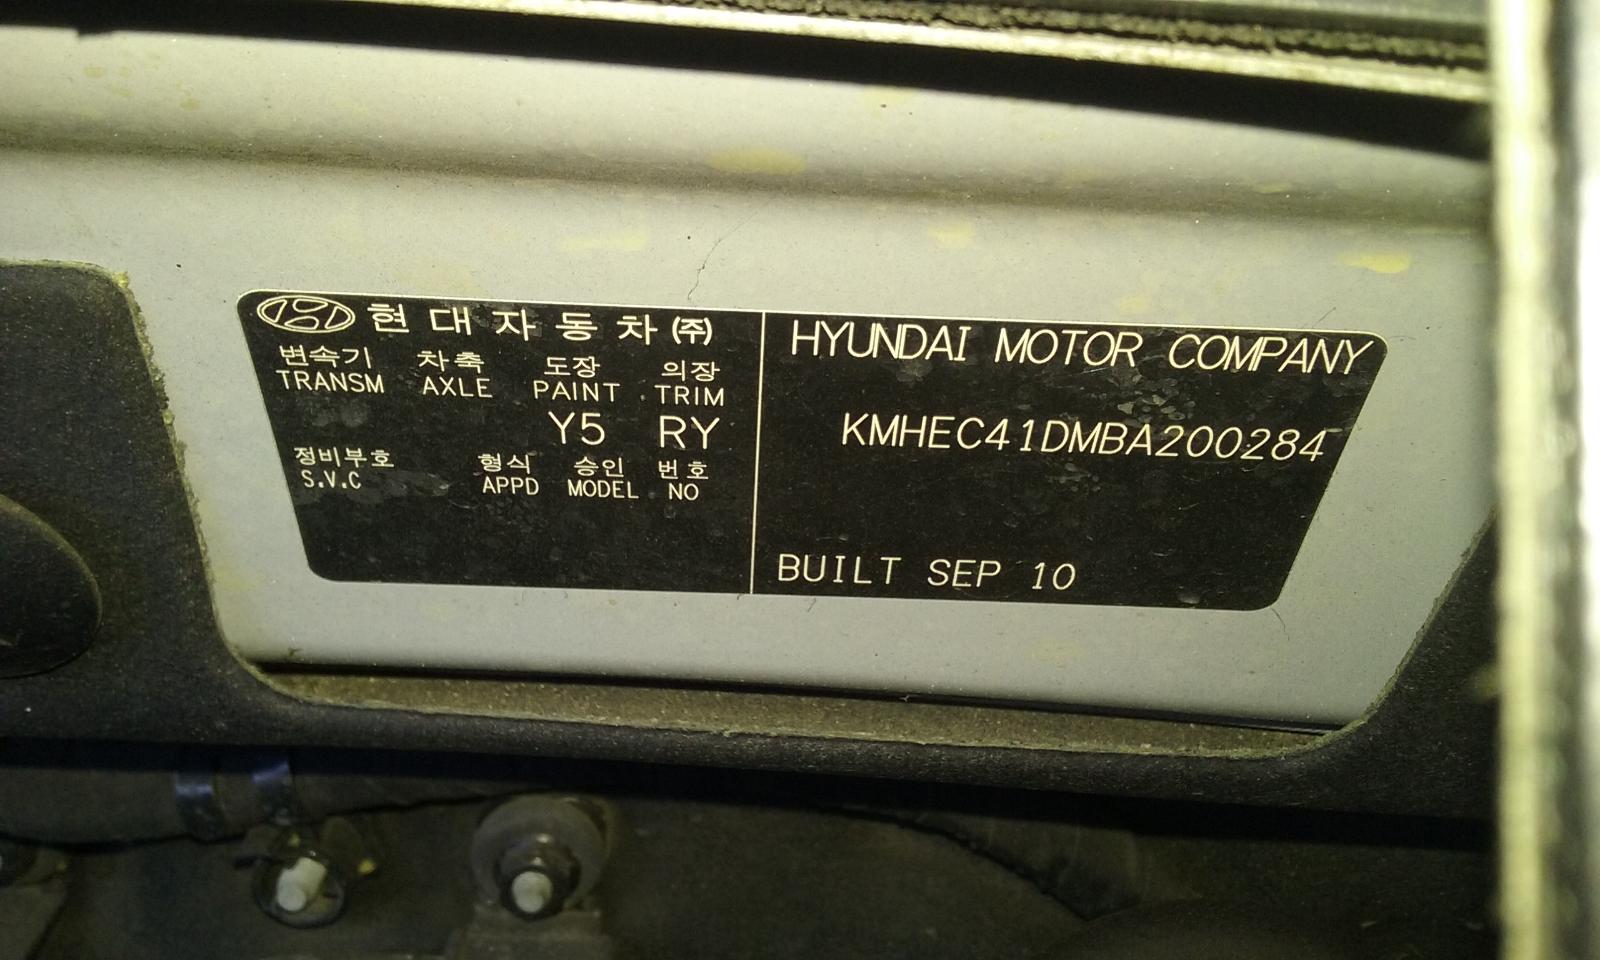 현대자동차(주)
변속기 차축 도장 의장
TRANSM AXLE PAINT TRIM
Y5 RY
정비부호 형식 승인 번호
S.V.C APPD MODEL NO
HYUNDAI MOTOR COMPANY
KMHEC41DMBA200284
BUILT SEP 10